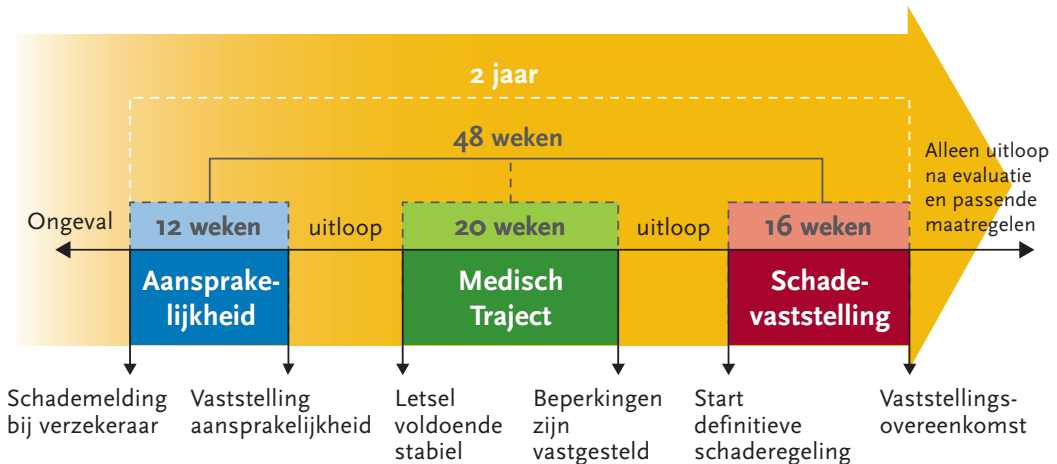 2 jaar
48 weken
Alleen uitloop
na evaluatie
en passende
maatregelen
Ongeval
12 weken
uitloop
20 weken
uitloop
16 weken
Aansprake-
lijkheid
Medisch
Traject
Schade-
vaststelling
Schademelding
bij verzekeraar
Vaststelling
aansprakelijkheid
Letsel
voldoende
stabiel
Beperkingen
zijn
vastgesteld
Start
definitieve
schaderegeling
Vaststellings-
overeenkomst